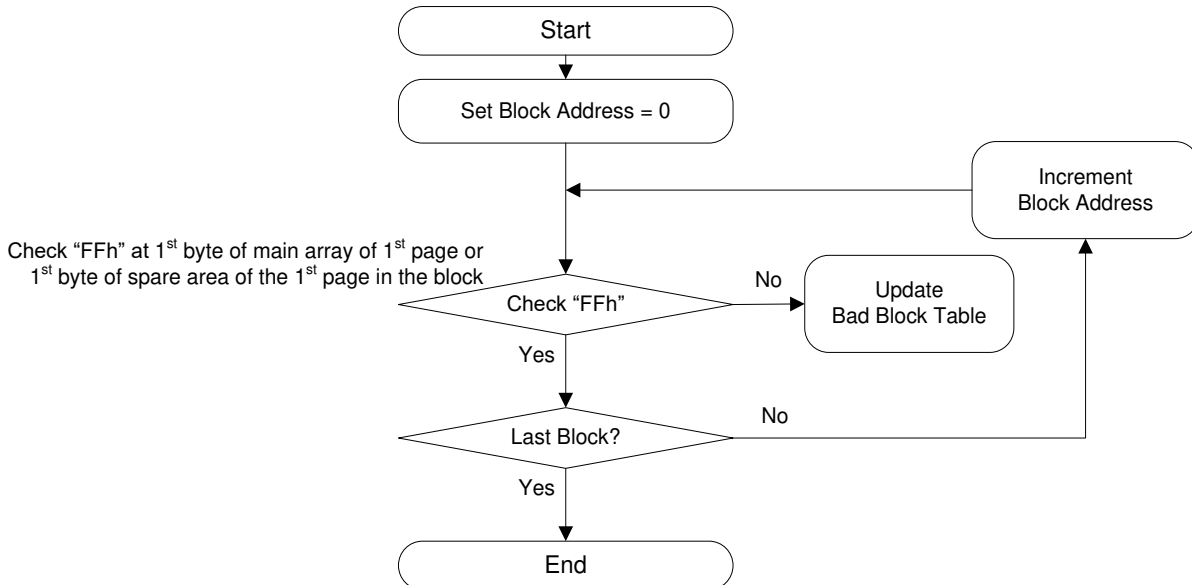 Start
Set Block Address = 0
Increment
Block Address
Check “FFh” at 1st byte of main array of 1st page or
1st byte of spare area of the 1st page in the block
Check “FFh”
No
Update
Bad Block Table
Yes
Last Block?
No
Yes
End